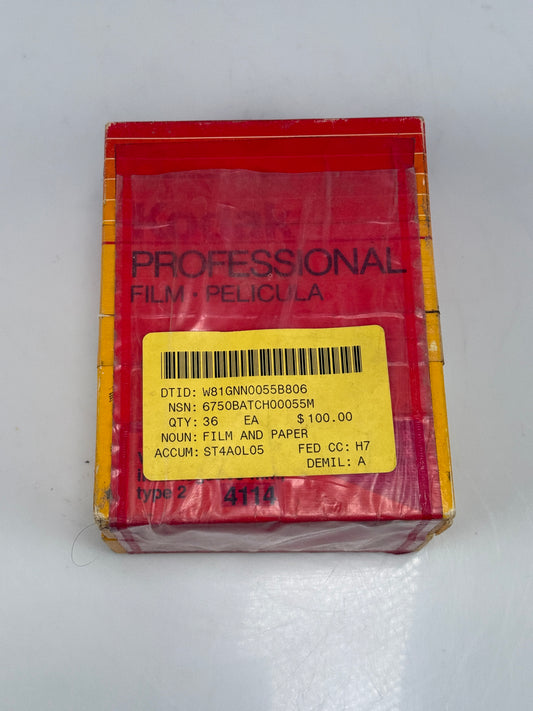 Kodak
PROFESSIONAL
FILM · PELICULA
DTID: W81GNN0055B806
NSN: 6750BATCH00055M
QTY: 36 EA $100.00
NOUN: FILM AND PAPER
ACCUM: ST4A0L05 FED CC: H7
DEMIL: A
type 2 4114